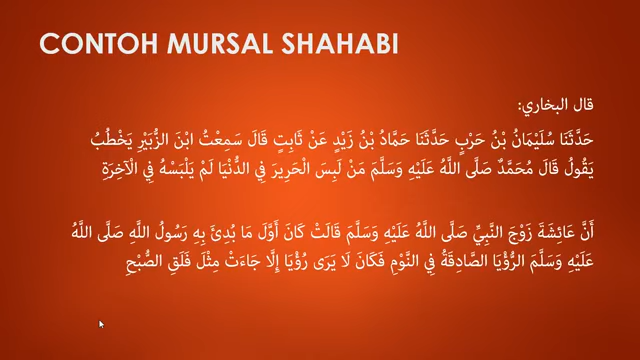 CONTOH MURSAL SHAHABI
قال البخاري:
حَدَّثَنَا سُلَيْمَانُ بْنُ حَرْبٍ حَدَّثَنَا حَمَّادُ بْنُ زَيْدٍ عَنْ ثَابِتٍ قَالَ سَمِعْتُ ابْنَ الزُّبَيْرِ يَخْطُبُ
يَقُولُ قَالَ مُحَمَّدٌ صَلَّى اللَّهُ عَلَيْهِ وَسَلَّمَ مَنْ لَبِسَ الْحَرِيرَ فِي الدُّنْيَا لَمْ يَلْبَسْهُ فِي الْآخِرَةِ
أَنَّ عَائِشَةَ زَوْجَ النَّبِيِّ صَلَّى اللَّهُ عَلَيْهِ وَسَلَّمَ قَالَتْ كَانَ أَوَّلَ مَا بُدِئَ بِهِ رَسُولُ اللَّهِ صَلَّى اللَّهُ
عَلَيْهِ وَسَلَّمَ الرُّؤْيَا الصَّادِقَةُ فِي النَّوْمِ فَكَانَ لَا يَرَى رُؤْيَا إِلَّا جَاءَتْ مِثْلَ فَلَقِ الصُّبْحِ